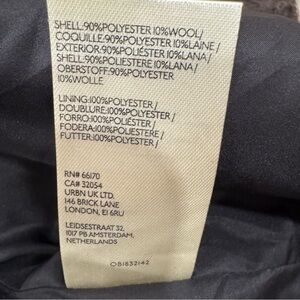 SHELL:90%POLYESTER 10%WOOL/
COQUILLE:90%POLYESTER 10%LAINE/
EXTERIOR:90%POLIÉSTER 10%LANA/
SHELL:90%POLIESTERE 10%LANA/
OBERSTOFF:90%POLYESTER
10%WOLLE
LINING:100%POLYESTER/
DOUBLURE:100%POLYESTER/
FORRO:100%POLIÉSTER/
FODERA:100%POLIESTERE/
FUTTER:100%POLYESTER/
RN# 66170
CA# 32054
URBN UK LTD.
146 BRICK LANE
LONDON, E1 6RU
LEIDSESTRAAT 32,
1017 PB AMSTERDAM,
NETHERLANDS
OB1832142